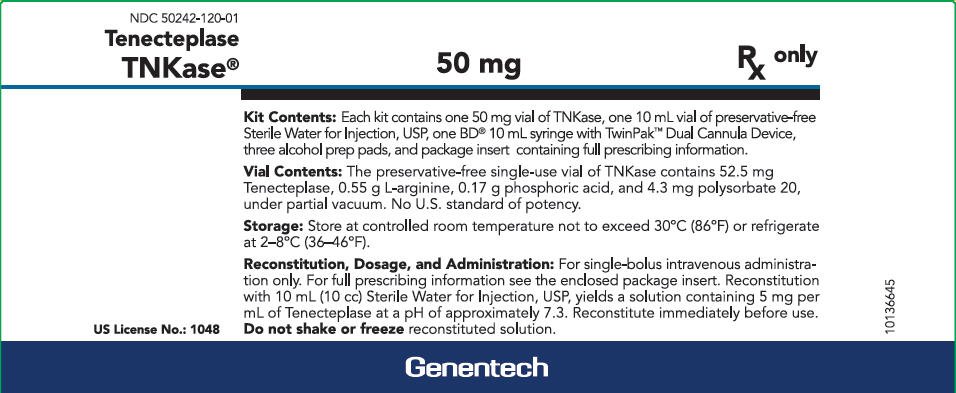 NDC 50242-120-01
Tenecteplase
TNKase®
50 mg
Rx only
Kit Contents: Each kit contains one 50 mg vial of TNKase, one 10 mL vial of preservative-free
Sterile Water for Injection, USP, one BD® 10 mL syringe with TwinPak™ Dual Cannula Device,
three alcohol prep pads, and package insert containing full prescribing information.
Vial Contents: The preservative-free single-use vial of TNKase contains 52.5 mg
Tenecteplase, 0.55 g L-arginine, 0.17 g phosphoric acid, and 4.3 mg polysorbate 20,
under partial vacuum. No U.S. standard of potency.
Storage: Store at controlled room temperature not to exceed 30°C (86°F) or refrigerate
at 2–8°C (36–46°F).
Reconstitution, Dosage, and Administration: For single-bolus intravenous administra-
tion only. For full prescribing information see the enclosed package insert. Reconstitution
with 10 mL (10 cc) Sterile Water for Injection, USP, yields a solution containing 5 mg per
mL of Tenecteplase at a pH of approximately 7.3. Reconstitute immediately before use.
Do not shake or freeze reconstituted solution.
US License No.: 1048
10136645
Genentech